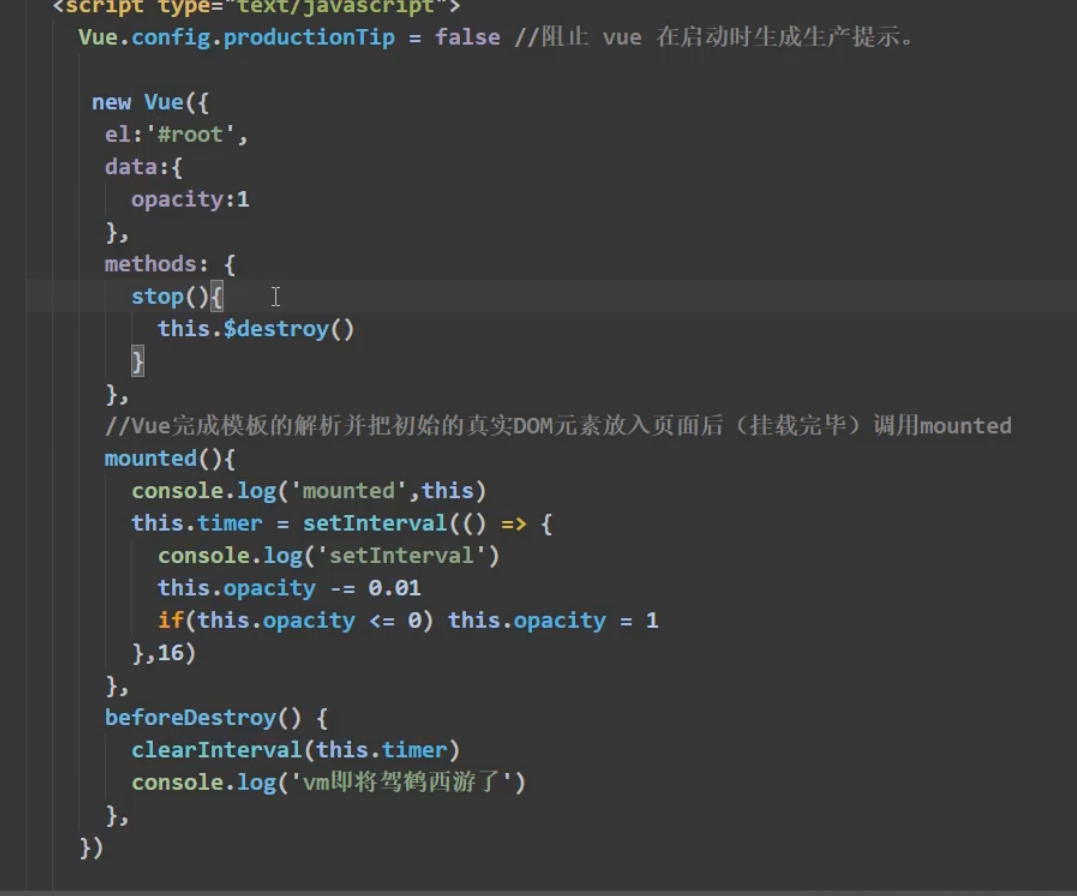 <script type="text/javascript">
Vue.config.productionTip = false //阻止 vue 在启动时生成生产提示。
new Vue({
el:'#root',
data:{
opacity:1
},
methods: {
stop(){
this.$destroy()
}
},
//Vue完成模板的解析并把初始的真实DOM元素放入页面后（挂载完毕）调用mounted
mounted(){
console.log('mounted',this)
this.timer = setInterval(() => {
console.log('setInterval')
this.opacity -= 0.01
if(this.opacity <= 0) this.opacity = 1
},16)
},
beforeDestroy() {
clearInterval(this.timer)
console.log('vm即将驾鹤西游了')
},
})